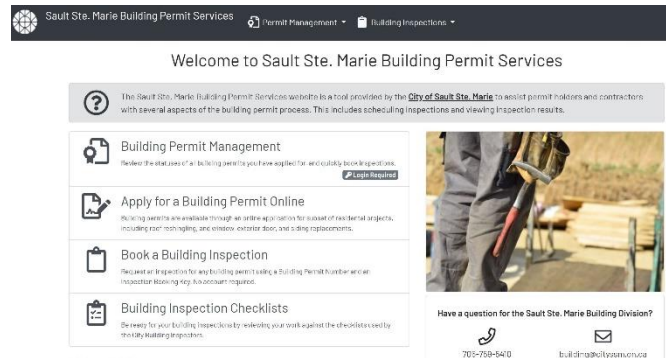 Sault Ste. Marie Building Permit Services
Permit Management
Building Inspections
Welcome to Sault Ste. Marie Building Permit Services
The Sault Ste. Marie Building Permit Services website is a tool provided by the City of Sault Ste. Marie to assist permit holders and contractors
with several aspects of the building permit process. This includes scheduling inspections and viewing inspection results.
Building Permit Management
Review the statuses of all building permits you have applied for and quickly book inspections.
Login Required
Apply for a Building Permit Online
Building permits are available through an online application for subset of residential projects,
including roof reshingling, and window, exterior door, and siding replacements.
Book a Building Inspection
Request an inspection for any building permit using a Building Permit Number and an
Inspection Booking Key. No account required.
Building Inspection Checklists
Be ready for your building inspections by reviewing your work against the checklists used by
the City Building Inspectors.
Have a question for the Sault Ste. Marie Building Division?
705-759-5410
building@cityssm.on.ca